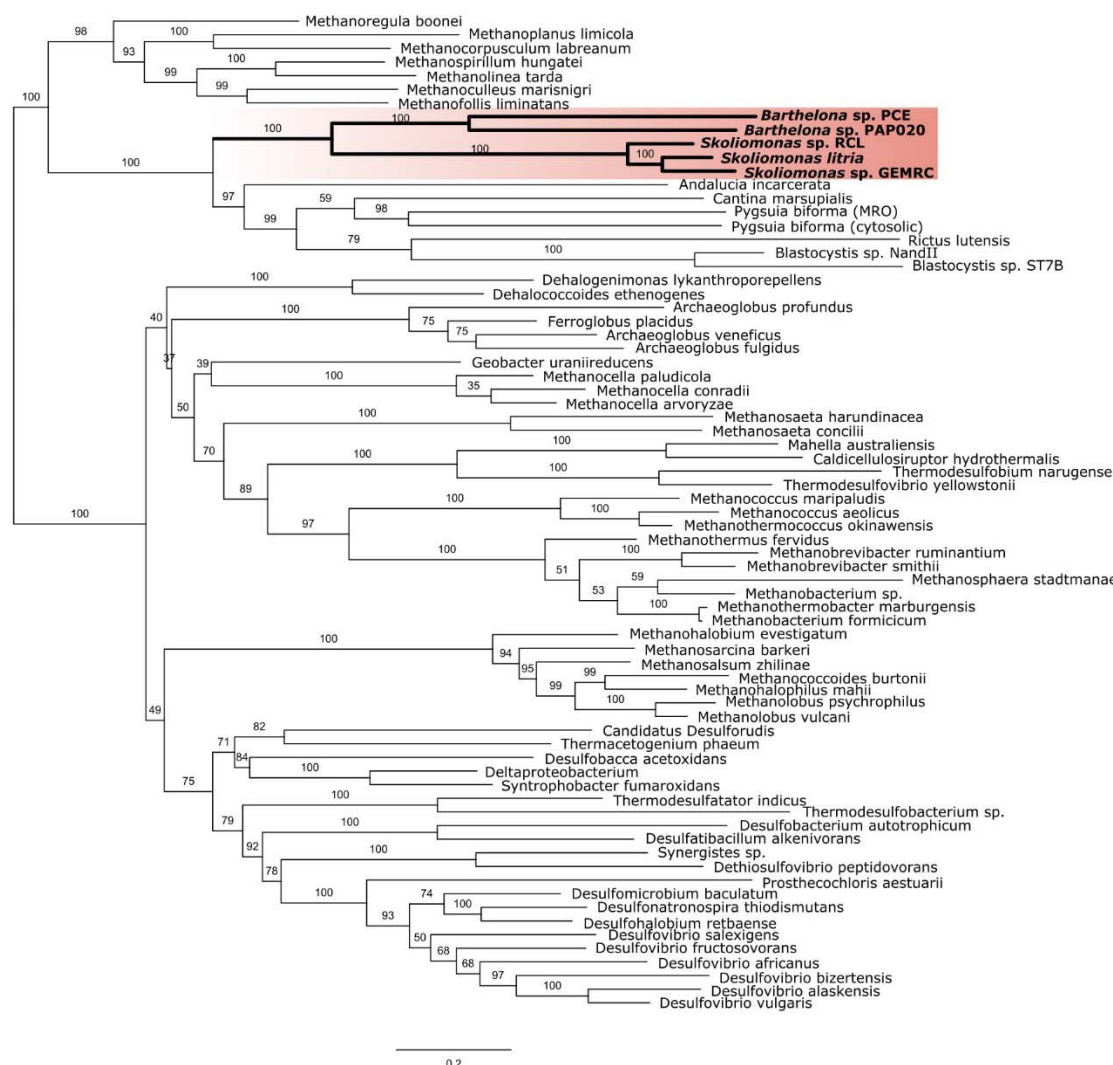 98
Methanoregula boonei
100
Methanoplanus limicola
93
Methanocorpusculum labreanum
100
Methanospirillum hungatei
99
Methanolinea tarda
99
Methanoculleus marisnigri
Methanofollis liminatans
100
100
Barthelona sp. PCE
100
Barthelona sp. PAP020
100
Skoliomonas sp. RCL
100
Skoliomonas litria
100
Skoliomonas sp. GEMRC
97
Andalucia incarcerata
59
Cantina marsupialis
99
98
Pygsuia biforma (MRO)
Pygsuia biforma (cytosolic)
79
Rictus lutensis
100
Blastocystis sp. NandII
Blastocystis sp. ST7B
100
Dehalogenimonas lykanthroporepellens
Dehalococcoides ethenogenes
40
100
Archaeoglobus profundus
75
Ferroglobus placidus
75
Archaeoglobus veneficus
Archaeoglobus fulgidus
37
39
Geobacter uraniireducens
100
Methanocella paludicola
35
Methanocella conradii
Methanocella arvoryzae
50
100
Methanosaeta harundinacea
Methanosaeta concilii
70
100
Mahella australiensis
100
Caldicellulosiruptor hydrothermalis
100
Thermodesulfobium narugense
Thermodesulfovibrio yellowstonii
89
100
Methanococcus maripaludis
100
Methanococcus aeolicus
Methanothermococcus okinawensis
97
100
Methanothermus fervidus
100
Methanobrevibacter ruminantium
51
Methanobrevibacter smithii
59
Methanosphaera stadtmanae
53
Methanobacterium sp.
100
Methanothermobacter marburgensis
Methanobacterium formicicum
100
100
Methanohalobium evestigatum
94
Methanosarcina barkeri
95
Methanosalsum zhilinae
99
Methanococcoides burtonii
99
Methanohalophilus mahii
100
Methanolobus psychrophilus
Methanolobus vulcani
49
82
Candidatus Desulforudis
71
Thermacetogenium phaeum
84
Desulfobacca acetoxidans
100
Deltaproteobacterium
Syntrophobacter fumaroxidans
75
100
Thermodesulfatator indicus
79
Thermodesulfobacterium sp.
100
Desulfobacterium autotrophicum
92
Desulfatibacillum alkenivorans
100
Synergistes sp.
78
Dethiosulfovibrio peptidovorans
100
Prosthecochloris aestuarii
74
Desulfomicrobium baculatum
100
Desulfonatronospira thiodismutans
93
Desulfohalobium retbaense
50
Desulfovibrio salexigens
68
Desulfovibrio fructosovorans
68
Desulfovibrio africanus
97
Desulfovibrio bizertensis
100
Desulfovibrio alaskensis
Desulfovibrio vulgaris
0.2